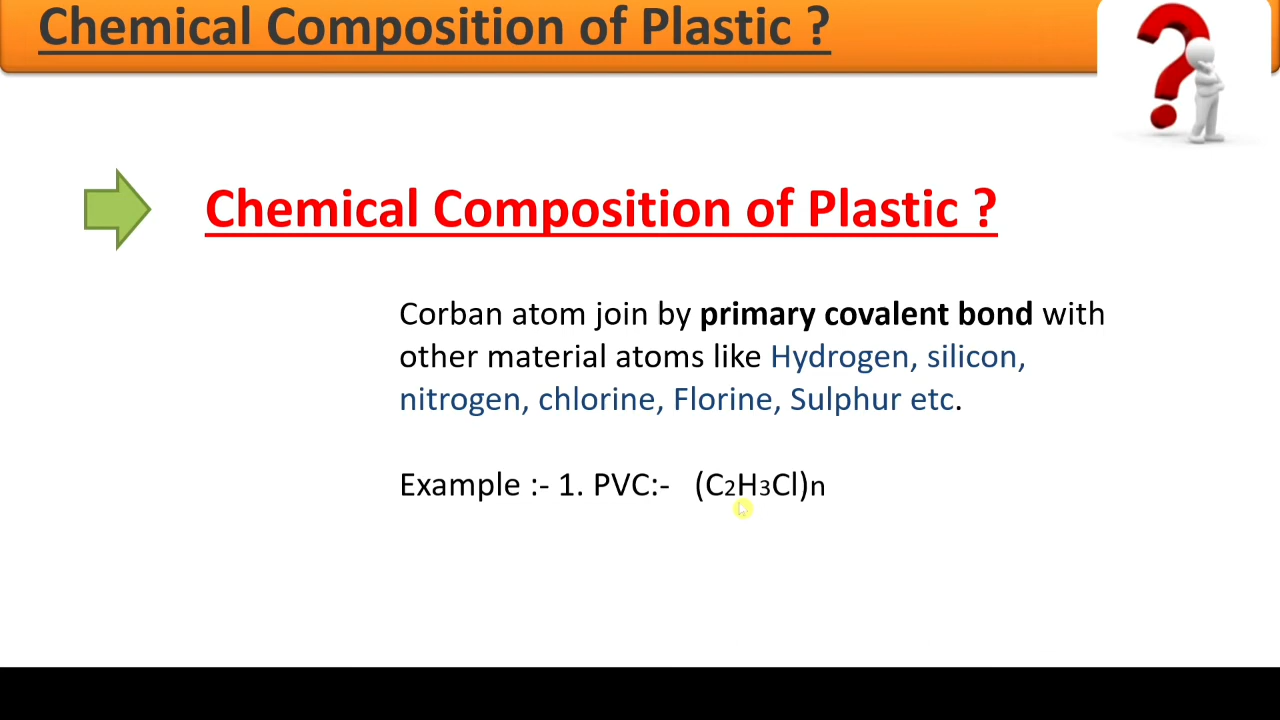 Chemical Composition of Plastic ?
Chemical Composition of Plastic ?
Corban atom join by primary covalent bond with
other material atoms like Hydrogen, silicon,
nitrogen, chlorine, Florine, Sulphur etc.
Example :- 1. PVC:- (C2H3Cl)n